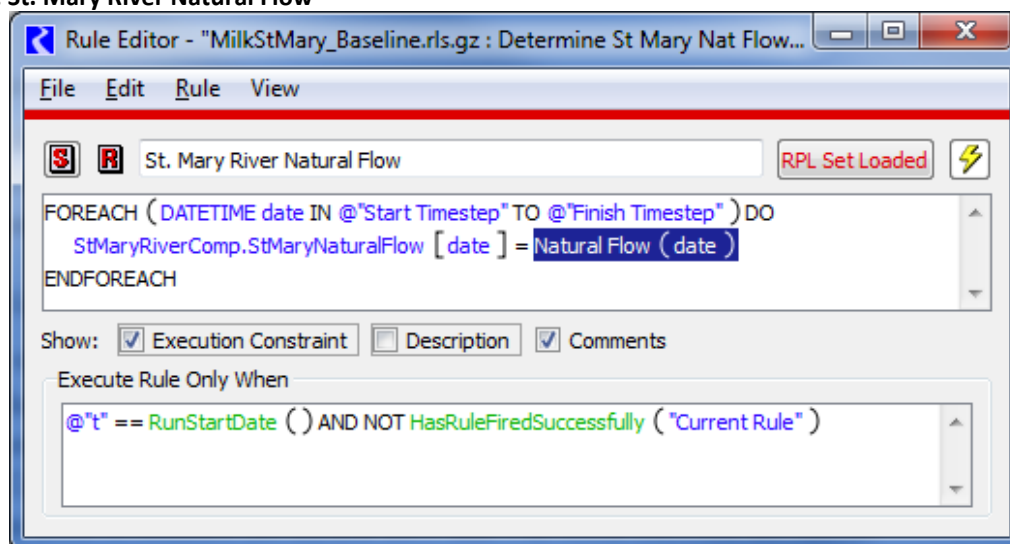 St. Mary River Natural Flow
Rule Editor - "MilkStMary_Baseline.rls.gz : Determine St Mary Nat Flow...
File Edit Rule View
S R St. Mary River Natural Flow RPL Set Loaded
FOREACH ( DATETIME date IN @"Start Timestep" TO @"Finish Timestep" ) DO
StMaryRiverComp.StMaryNaturalFlow [ date ] = Natural Flow ( date )
ENDFOREACH
Show: Execution Constraint Description Comments
Execute Rule Only When
@"t" == RunStartDate ( ) AND NOT HasRuleFiredSuccessfully ( "Current Rule" )